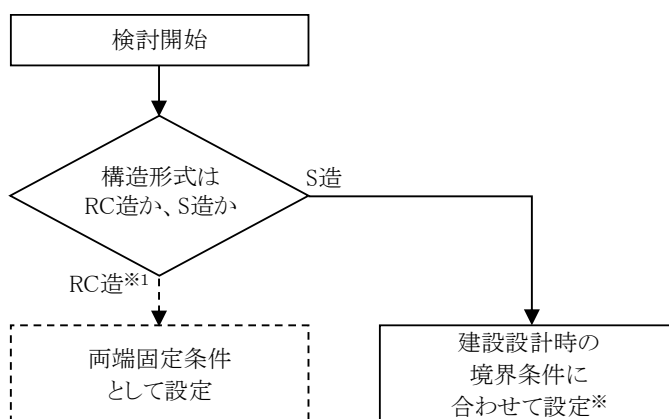 検討開始
構造形式は
RC造か、S造か
S造
RC造※1
両端固定条件
として設定
建設設計時の
境界条件に
合わせて設定※